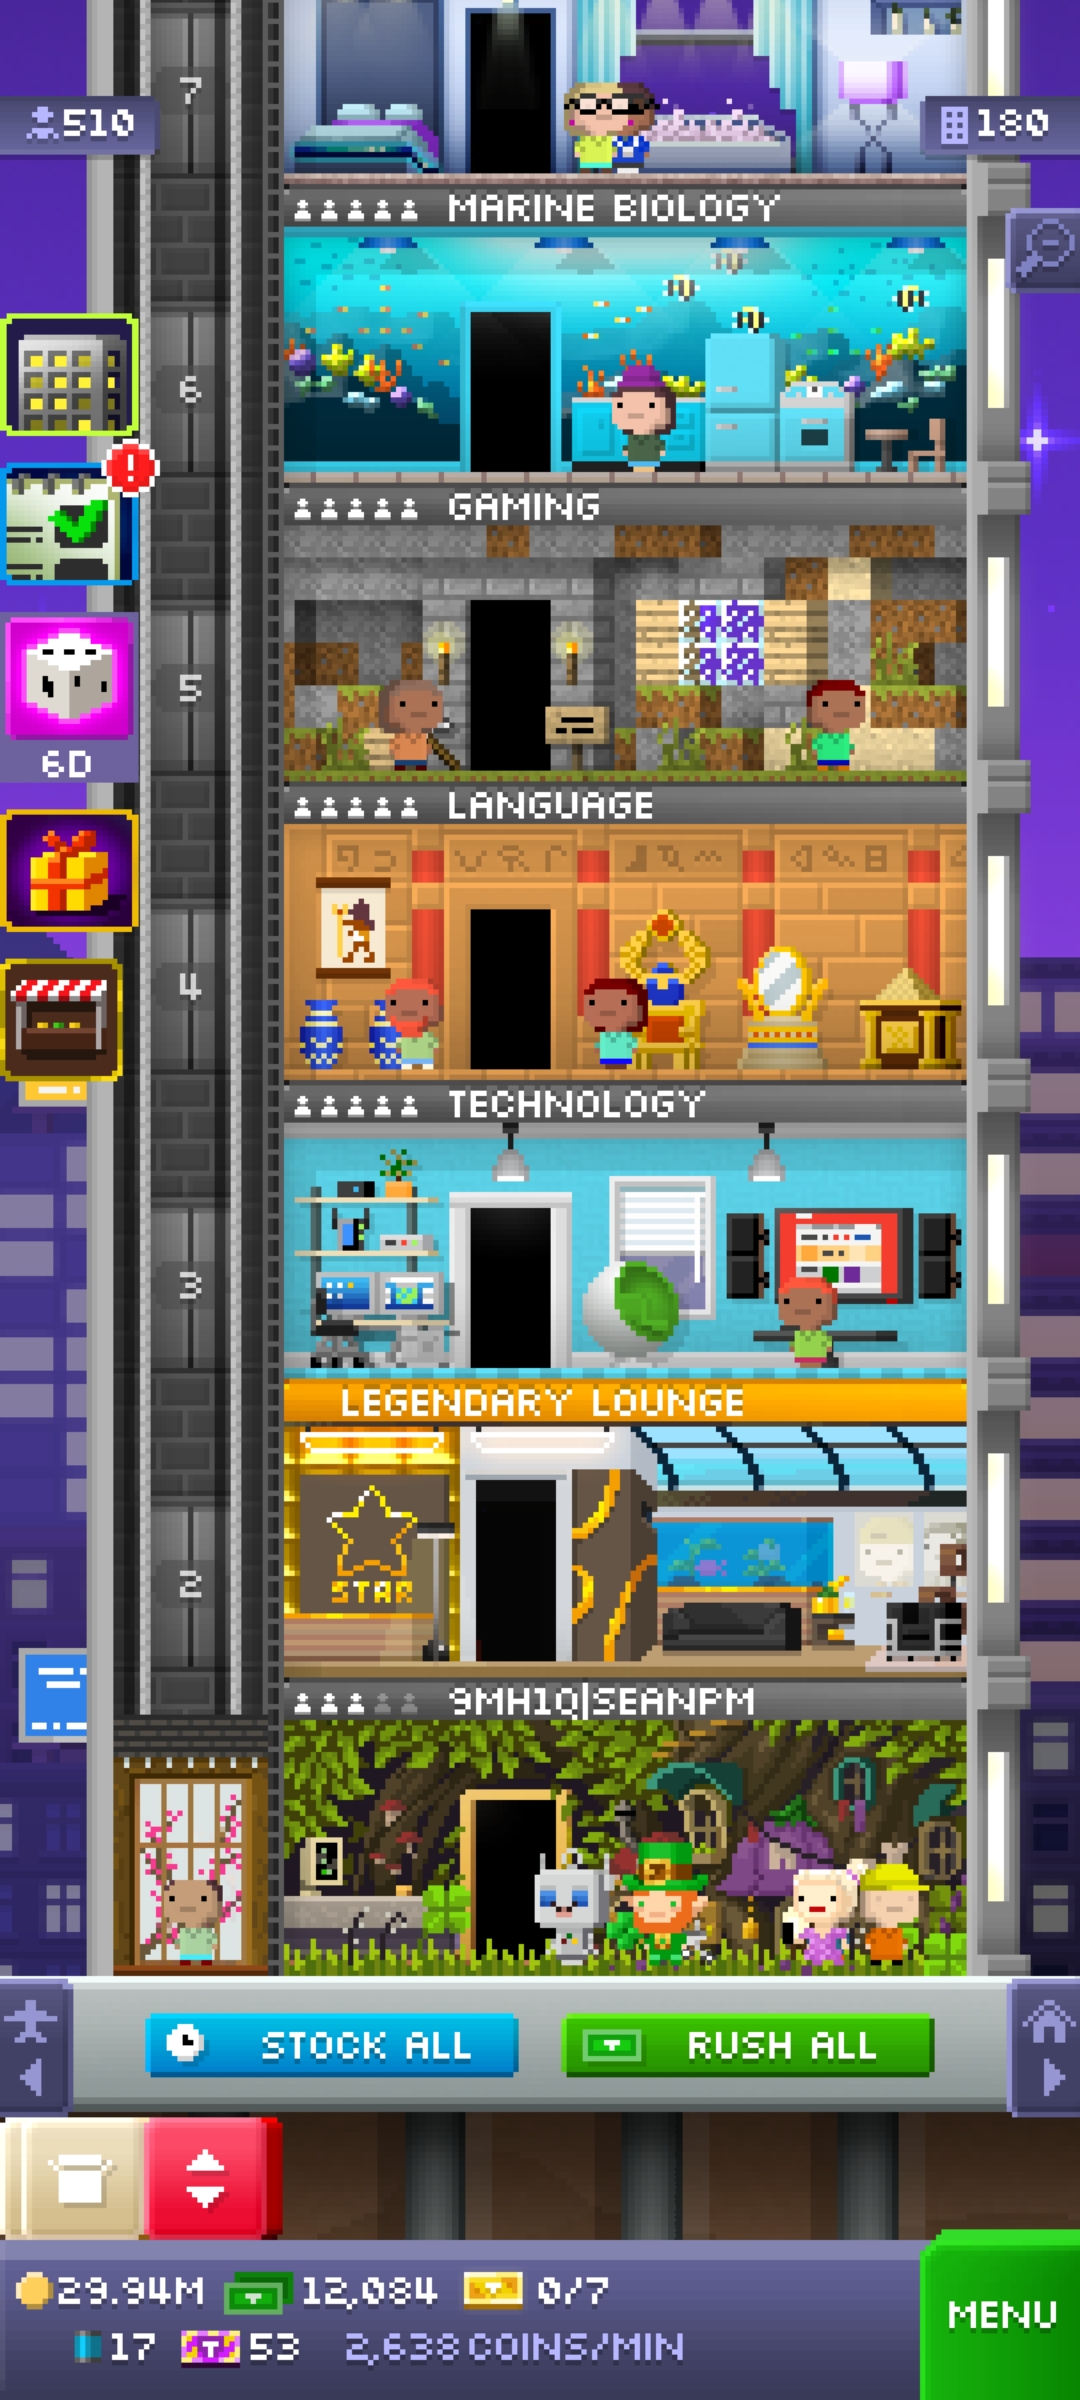 7
510
180
MARINE BIOLOGY
6
GAMING
5
6D
LANGUAGE
4
TECHNOLOGY
3
LEGENDARY LOUNGE
STAR
2
9MH1Q|SEANPM
STOCK ALL
RUSH ALL
29.94M
12,084
0/7
MENU
17
53
2,638 COINS/MIN